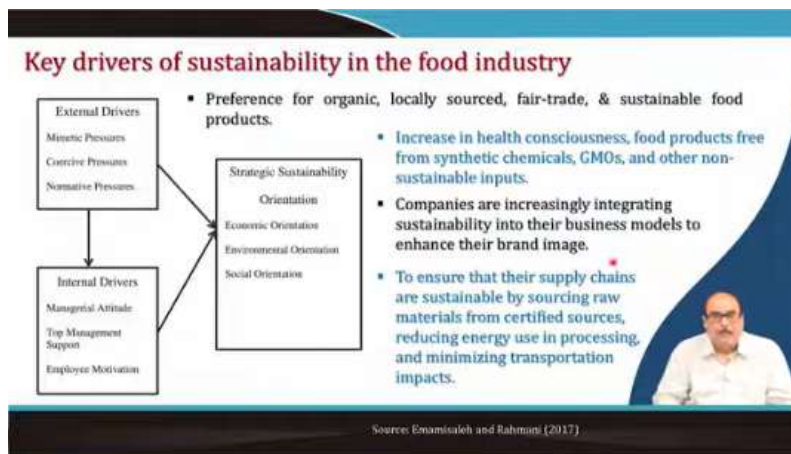 Key drivers of sustainability in the food industry
External Drivers
Mimetic Pressures
Coercive Pressures
Normative Pressures
Internal Drivers
Managerial Attitude
Top Management
Support
Employee Motivation
Strategic Sustainability
Orientation
Economic Orientation
Environmental Orientation
Social Orientation
▪ Preference for organic, locally sourced, fair-trade, & sustainable food
products.
▪ Increase in health consciousness, food products free
from synthetic chemicals, GMOs, and other non-
sustainable inputs.
▪ Companies are increasingly integrating
sustainability into their business models to
enhance their brand image.
▪ To ensure that their supply chains
are sustainable by sourcing raw
materials from certified sources,
reducing energy use in processing,
and minimizing transportation
impacts.
Source: Emamisaleh and Rahmani (2017)